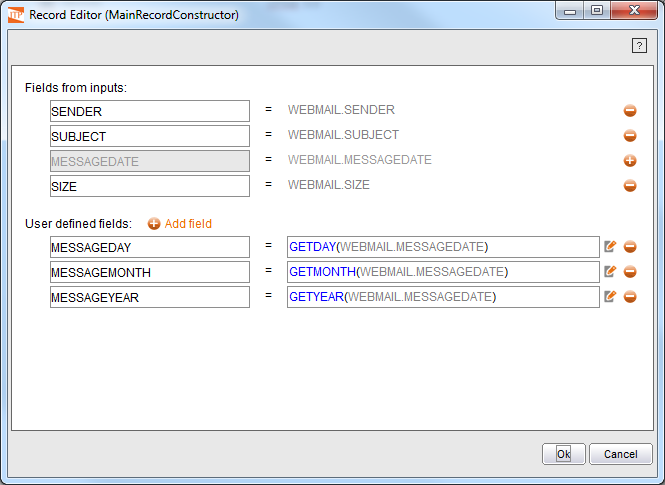 Record Editor (MainRecordConstructor)
?
Fields from inputs:
SENDER = WEBMAIL.SENDER
SUBJECT = WEBMAIL.SUBJECT
MESSAGEDATE = WEBMAIL.MESSAGEDATE
SIZE = WEBMAIL.SIZE
User defined fields: Add field
MESSAGEDAY = GETDAY(WEBMAIL.MESSAGEDATE)
MESSAGEMONTH = GETMONTH(WEBMAIL.MESSAGEDATE)
MESSAGEYEAR = GETYEAR(WEBMAIL.MESSAGEDATE)
Ok Cancel